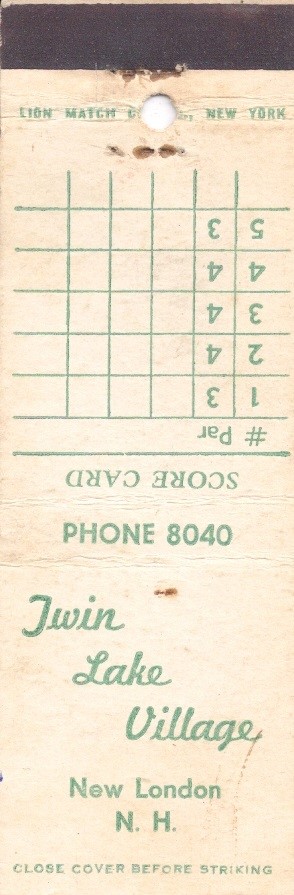 LION MATCH NEW YORK
SCORE CARD
# Par
1 3
2 4
3 4
4 4
5 3
PHONE 8040
Twin
Lake
Village
New London
N. H.
CLOSE COVER BEFORE STRIKING